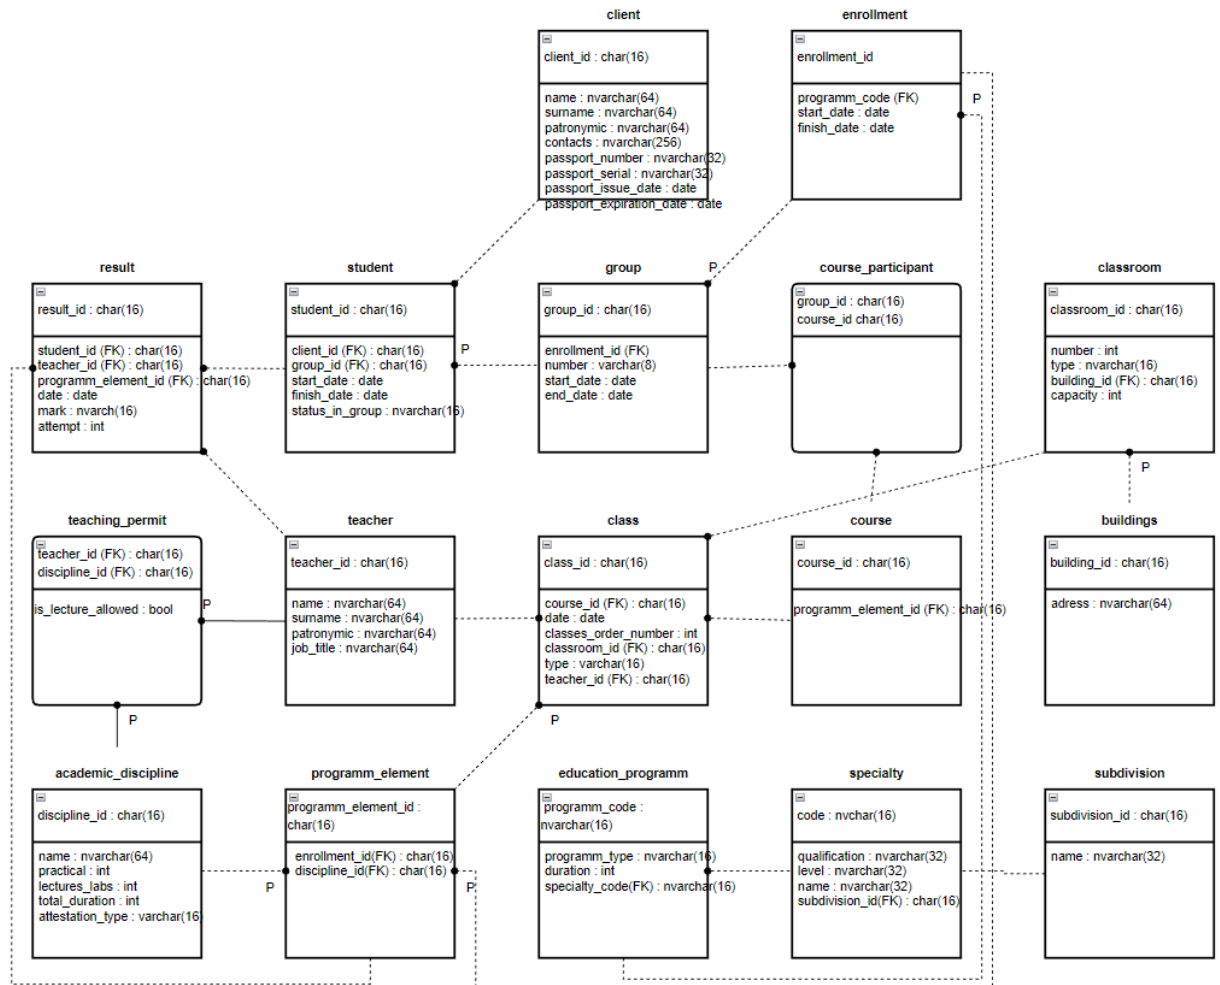 client
client_id : char(16)
name : nvarchar(64)
surname : nvarchar(64)
patronymic : nvarchar(64)
contacts : nvarchar(256)
passport_number : nvarchar(32)
passport_serial : nvarchar(32)
passport_issue_date : date
passport_expiration_date : date
enrollment
enrollment_id
programm_code (FK)
start_date : date
finish_date : date
P
P
result
result_id : char(16)
student_id (FK) : char(16)
teacher_id (FK) : char(16)
programm_element_id (FK) : char(16)
date : date
mark : nvarch(16)
attempt : int
student
student_id : char(16)
client_id (FK) : char(16)
group_id (FK) : char(16)
start_date : date
finish_date : date
status_in_group : nvarchar(16)
P
group
group_id : char(16)
enrollment_id (FK)
number : varchar(8)
start_date : date
end_date : date
course_participant
group_id : char(16)
course_id char(16)
classroom
classroom_id : char(16)
number : int
type : nvarchar(16)
building_id (FK) : char(16)
capacity : int
P
teaching_permit
teacher_id (FK) : char(16)
discipline_id (FK) : char(16)
is_lecture_allowed : bool
P
P
teacher
teacher_id : char(16)
name : nvarchar(64)
surname : nvarchar(64)
patronymic : nvarchar(64)
job_title : nvarchar(64)
class
class_id : char(16)
course_id (FK) : char(16)
date : date
classes_order_number : int
classroom_id (FK) : char(16)
type : varchar(16)
teacher_id (FK) : char(16)
P
course
course_id : char(16)
programm_element_id (FK) : char(16)
buildings
building_id : char(16)
adress : nvarchar(64)
academic_discipline
discipline_id : char(16)
name : nvarchar(64)
practical : int
lectures_labs : int
total_duration : int
attestation_type : varchar(16)
P
programm_element
programm_element_id :
char(16)
enrollment_id(FK) : char(16)
discipline_id(FK) : char(16)
P
education_programm
programm_code :
nvarchar(16)
programm_type : nvarchar(16)
duration : int
specialty_code(FK) : nvarchar(16)
specialty
code : nvchar(16)
qualification : nvarchar(32)
level : nvarchar(32)
name : nvarchar(32)
subdivision_id(FK) : char(16)
subdivision
subdivision_id : char(16)
name : nvarchar(32)